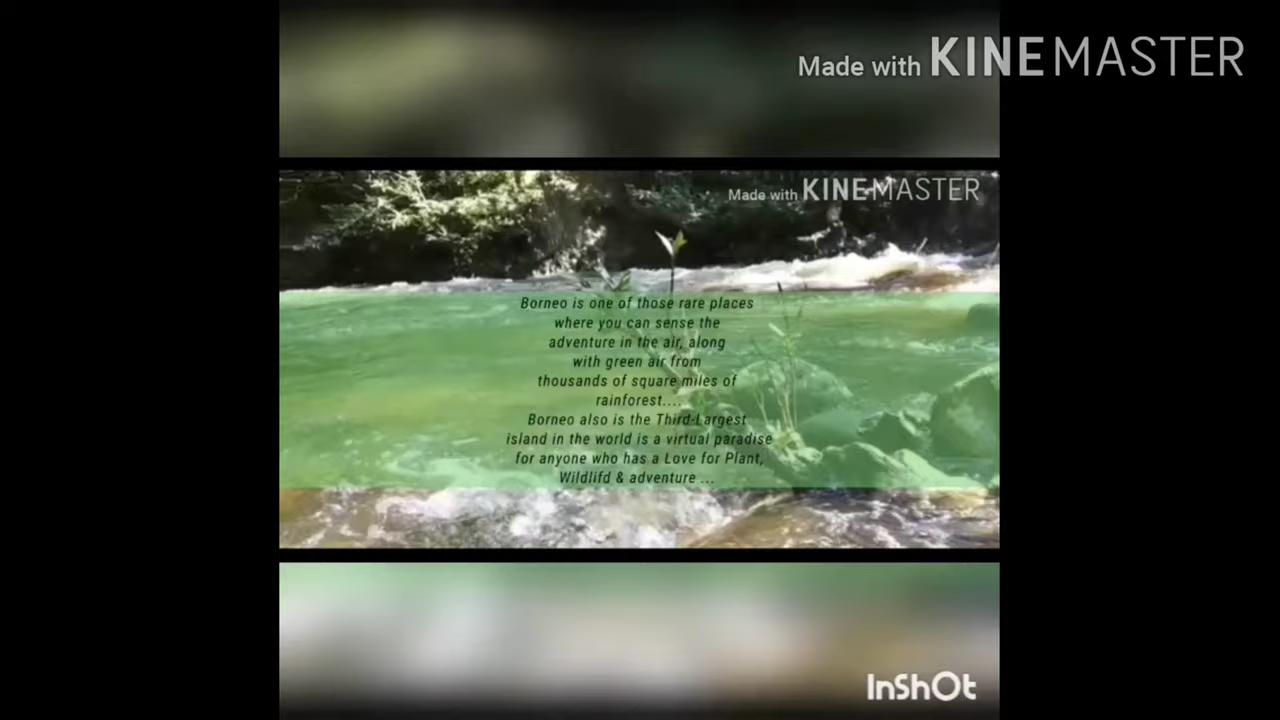 Made with KINEMASTER
Made with KINEMASTER
Borneo is one of those rare places
where you can sense the
adventure in the air, along
with green air from
thousands of square miles of
rainforest....
Borneo also is the Third-Largest
island in the world is a virtual paradise
for anyone who has a Love for Plant,
Wildlifd & adventure ...
InShOt